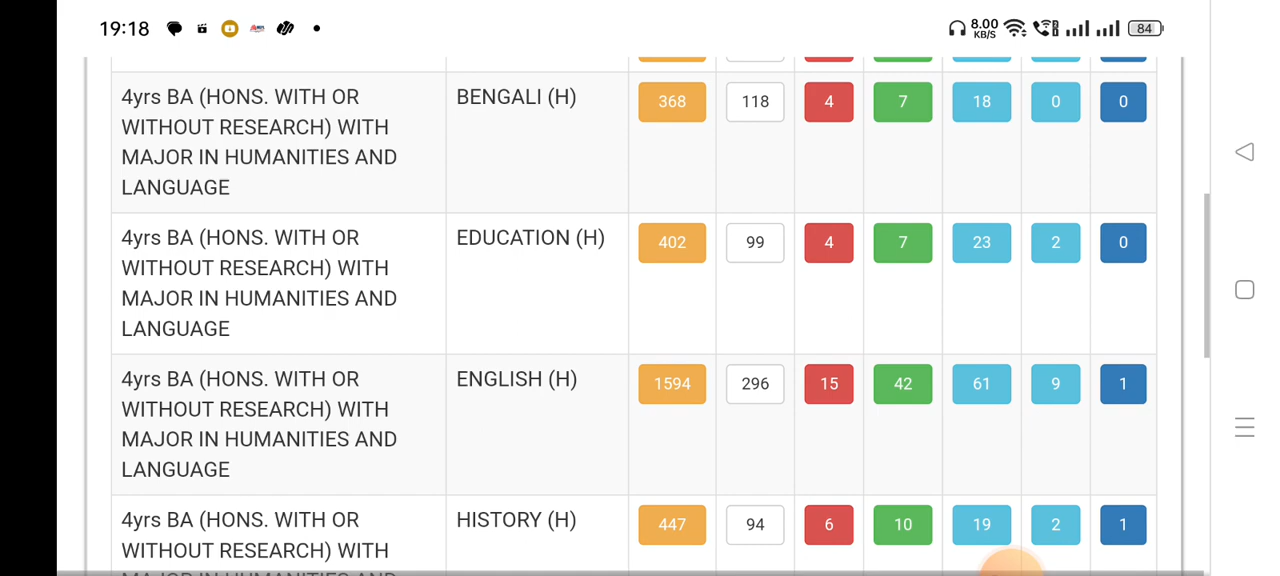 19:18 8.00 KB/S 84
4yrs BA (HONS. WITH OR BENGALI (H) 368 118 4 7 18 0 0
WITHOUT RESEARCH) WITH
MAJOR IN HUMANITIES AND
LANGUAGE
4yrs BA (HONS. WITH OR EDUCATION (H) 402 99 4 7 23 2 0
WITHOUT RESEARCH) WITH
MAJOR IN HUMANITIES AND
LANGUAGE
4yrs BA (HONS. WITH OR ENGLISH (H) 1594 296 15 42 61 9 1
WITHOUT RESEARCH) WITH
MAJOR IN HUMANITIES AND
LANGUAGE
4yrs BA (HONS. WITH OR HISTORY (H) 447 94 6 10 19 2 1
WITHOUT RESEARCH) WITH